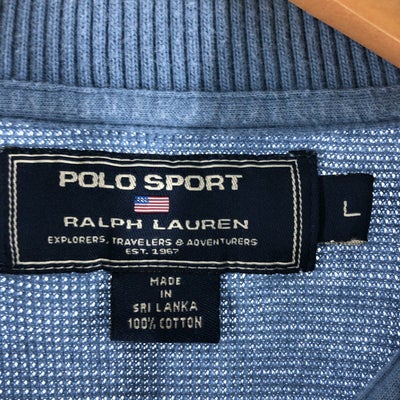 POLO SPORT
RALPH LAUREN
EXPLORERS, TRAVELERS & ADVENTURERS
EST. 1967
L
MADE
IN
SRI LANKA
100% COTTON